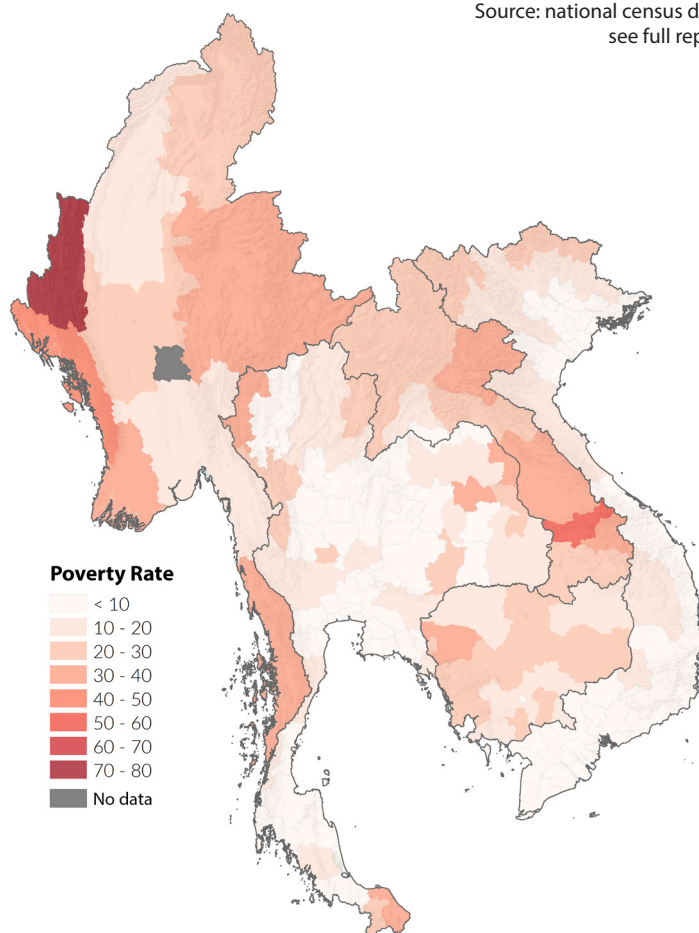 Source: national census d
see full rep
Poverty Rate
< 10
10 - 20
20 - 30
30 - 40
40 - 50
50 - 60
60 - 70
70 - 80
No data